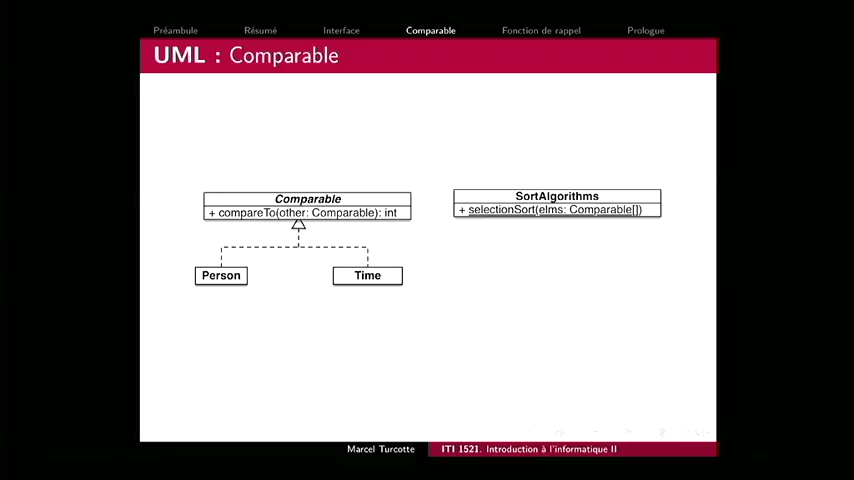 Préambule Résumé Interface Comparable Fonction de rappel Prologue
UML : Comparable
Comparable
+ compareTo(other: Comparable): int
SortAlgorithms
+ selectionSort(elms: Comparable[])
Person
Time
Marcel Turcotte ITI 1521. Introduction à l'informatique II